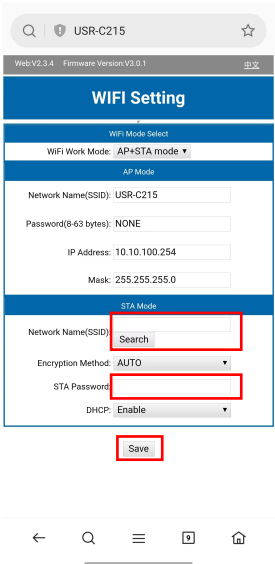 USR-C215
Web:V2.3.4 Firmware Version:V3.0.1 中文
WIFI Setting
WiFi Mode Select
WiFi Work Mode: AP+STA mode
AP Mode
Network Name(SSID): USR-C215
Password(8-63 bytes): NONE
IP Address: 10.10.100.254
Mask: 255.255.255.0
STA Mode
Network Name(SSID):
Search
Encryption Method: AUTO
STA Password:
DHCP: Enable
Save
9